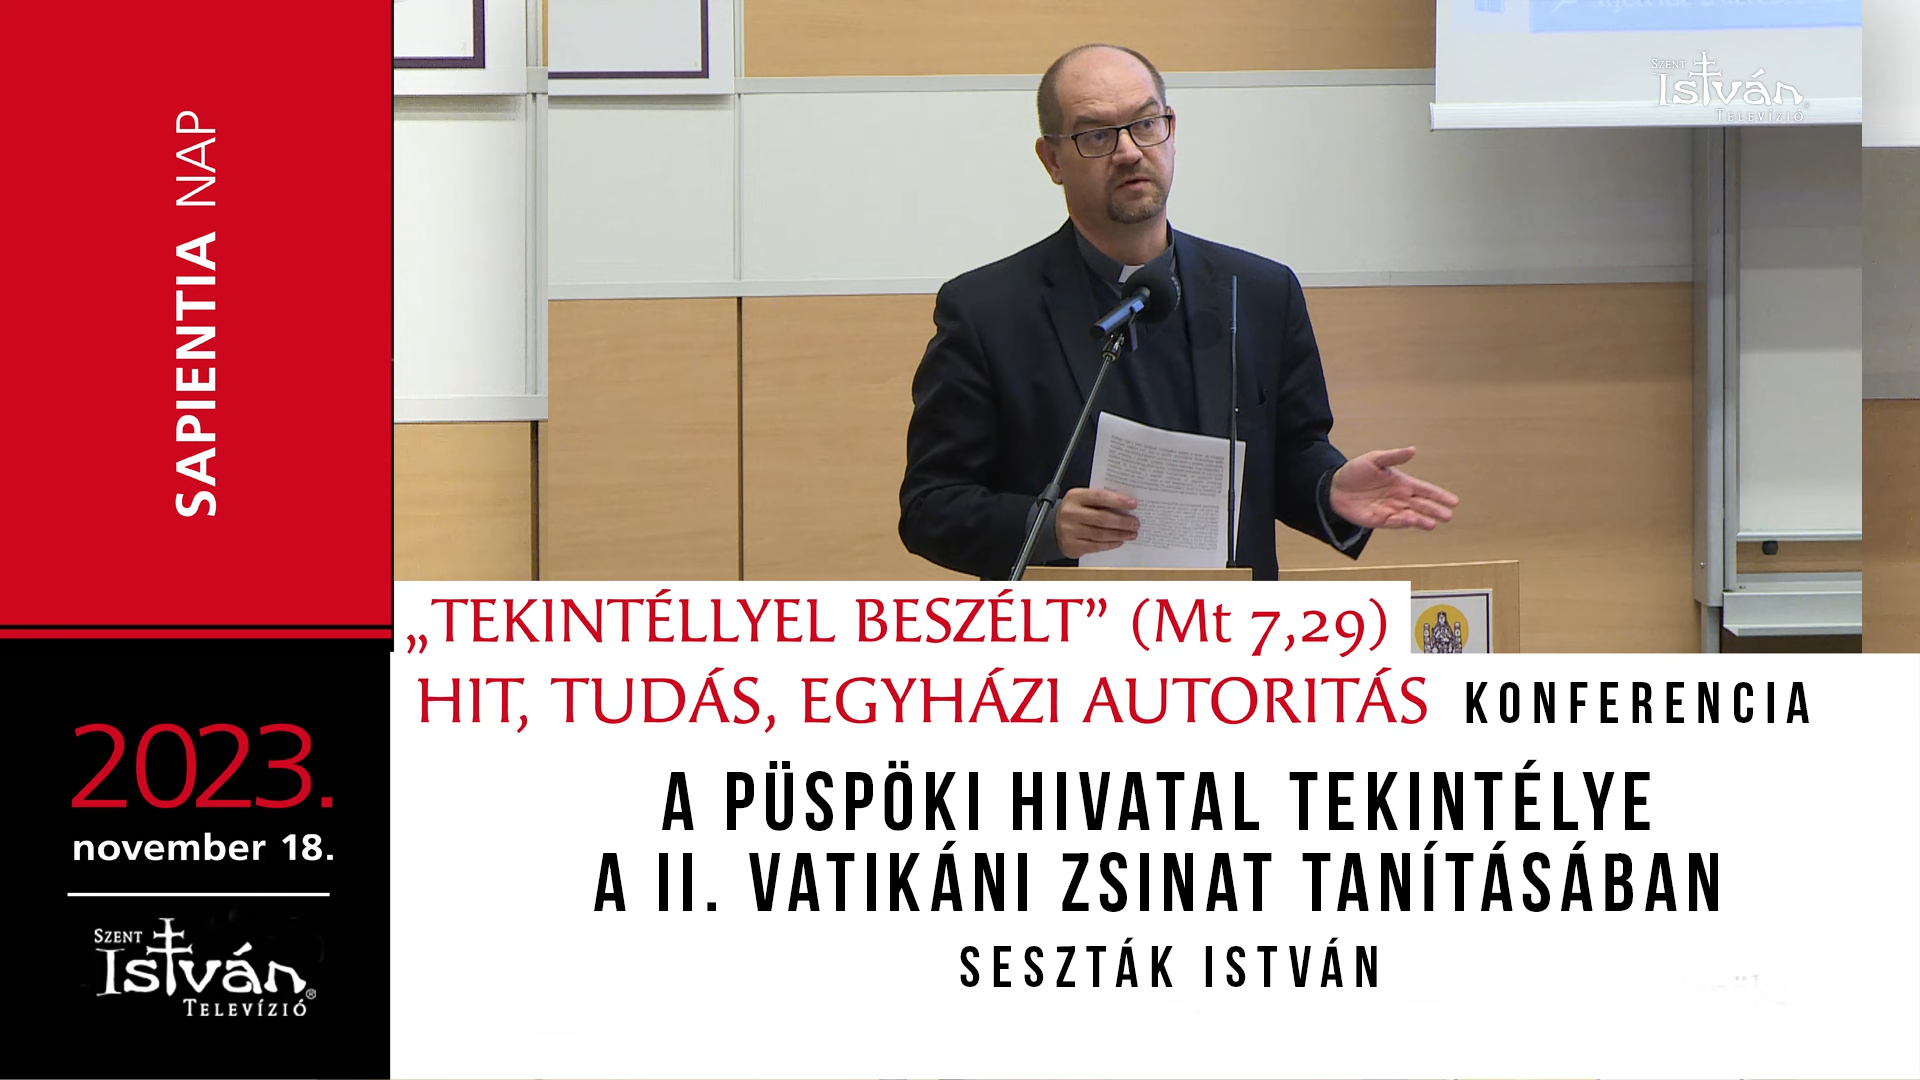 SAPIENTIA NAP
2023.
november 18.
SZENT
ISTVÁN
TELEVÍZIÓ
SZENT
ISTVÁN
TELEVÍZIÓ
„TEKINTÉLLYEL BESZÉLT” (Mt 7,29)
HIT, TUDÁS, EGYHÁZI AUTORITÁS KONFERENCIA
A PÜSPÖKI HIVATAL TEKINTÉLYE
A II. VATIKÁNI ZSINAT TANÍTÁSÁBAN
SESZTÁK ISTVÁN